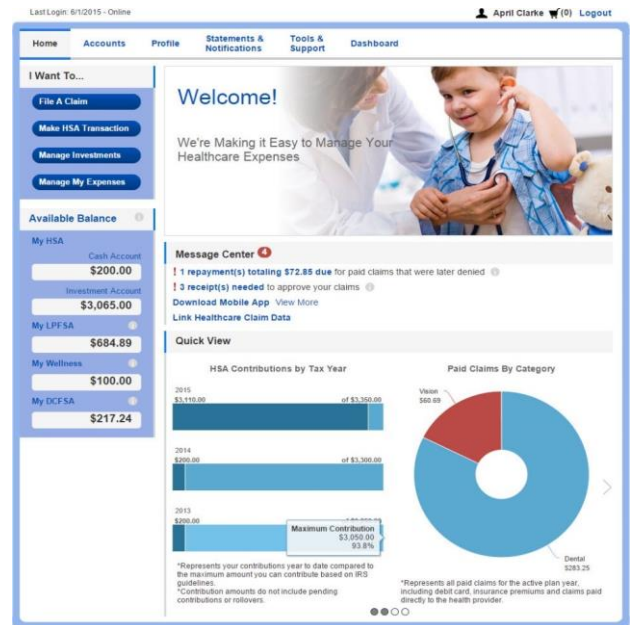 Last Login: 6/1/2015 - Online
April Clarke (0) Logout
Home Accounts Profile Statements & Notifications Tools & Support Dashboard
I Want To...
File A Claim
Make HSA Transaction
Manage Investments
Manage My Expenses
Available Balance
My HSA
Cash Account
$200.00
Investment Account
$3,065.00
My LPFSA
$684.89
My Wellness
$100.00
My DCFSA
$217.24
Welcome!
We're Making it Easy to Manage Your
Healthcare Expenses
Message Center 4
! 1 repayment(s) totaling $72.85 due for paid claims that were later denied
! 3 receipt(s) needed to approve your claims
Download Mobile App View More
Link Healthcare Claim Data
Quick View
HSA Contributions by Tax Year
2015
$3,110.00 of $3,350.00
2014
$200.00 of $3,300.00
2013
$200.00
Maximum Contribution
$3,050.00
93.8%
*Represents your contributions year to date compared to
the maximum amount you can contribute based on IRS
guidelines.
*Contribution amounts do not include pending
contributions or rollovers.
Paid Claims By Category
Vision
$60.69
Dental
$283.25
*Represents all paid claims for the active plan year,
including debit card, insurance premiums and claims paid
directly to the health provider.